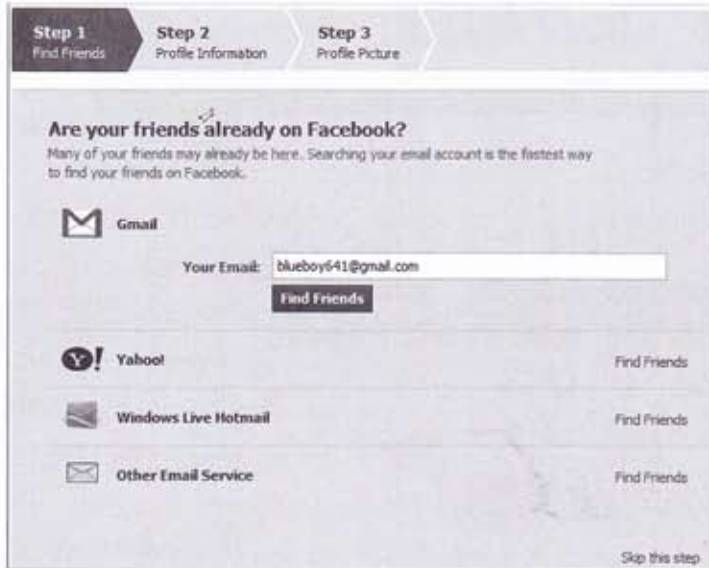 Step 1
Find Friends
Step 2
Profile Information
Step 3
Profile Picture
Are your friends already on Facebook?
Many of your friends may already be here. Searching your email account is the fastest way
to find your friends on Facebook.
Gmail
Your Email: blueboy641@gmail.com
Find Friends
Yahoo! Find Friends
Windows Live Hotmail Find Friends
Other Email Service Find Friends
Skip this step